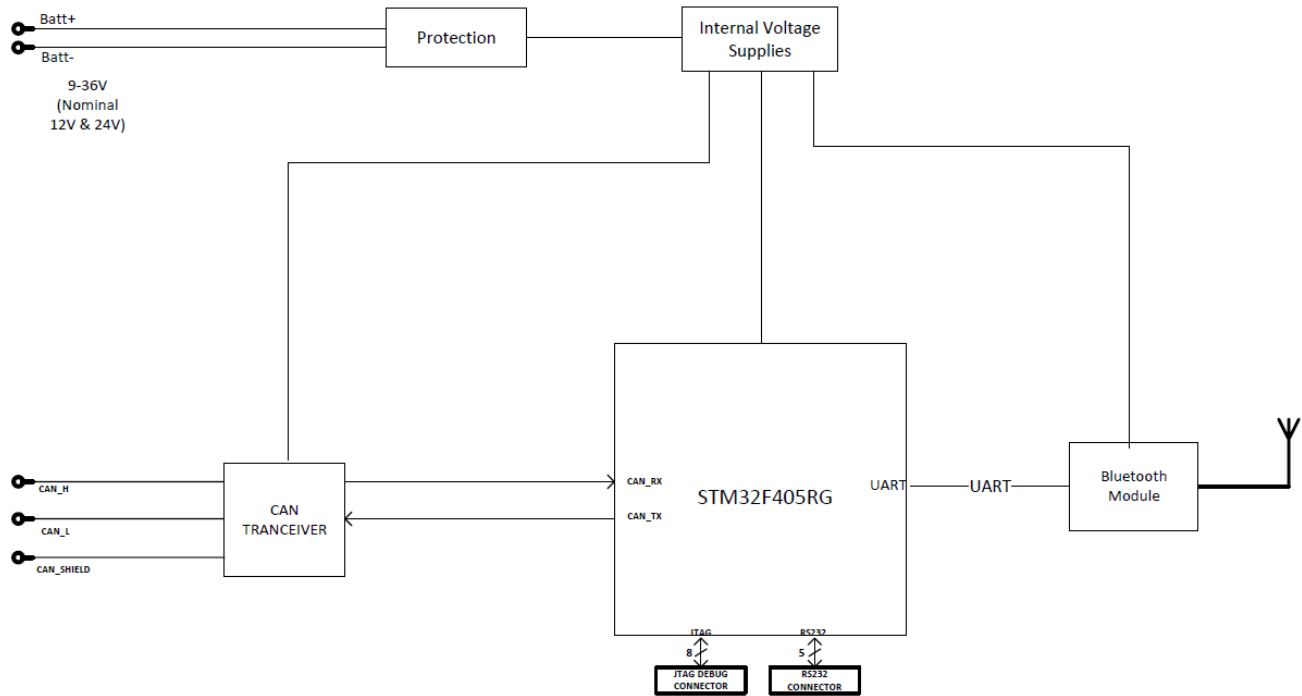 Batt+
Batt-
9-36V
(Nominal
12V & 24V)
Protection
Internal Voltage
Supplies
CAN_H
CAN_L
CAN_SHIELD
CAN
TRANCEIVER
CAN_RX
CAN_TX
STM32F405RG
UART
UART
Bluetooth
Module
JTAG
RS232
8
5
JTAG DEBUG
CONNECTOR
RS232
CONNECTOR